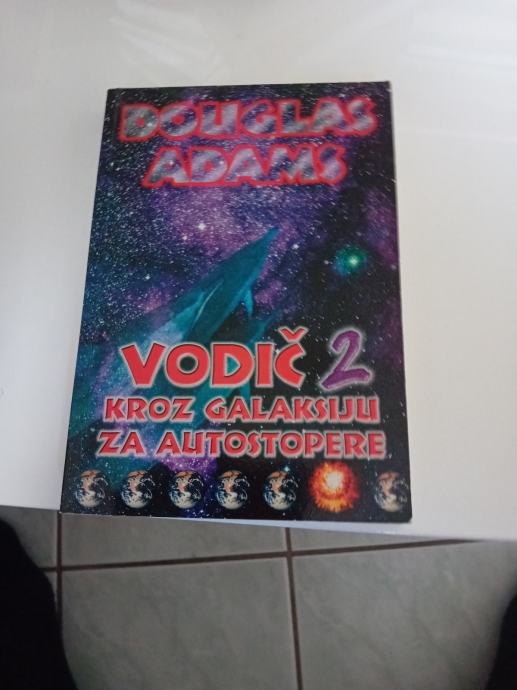 DOUGLAS
ADAMS
VODIČ 2
KROZ GALAKSIJU
ZA AUTOSTOPERE